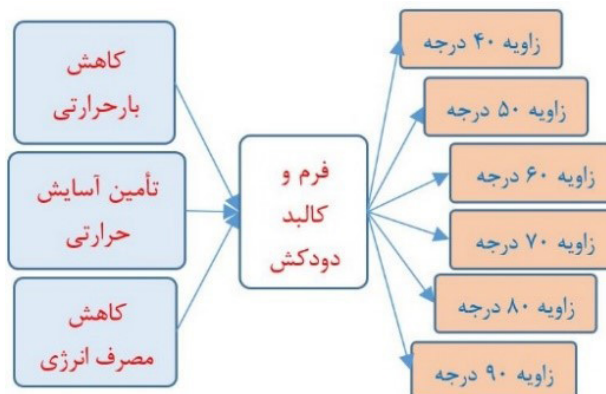 کاهش
بارحرارتی
تأمین آسایش
حرارتی
کاهش
مصرف انرژی
فرم و
کالبد
دودکش
زاویه ۴۰ درجه
زاویه ۵۰ درجه
زاویه ۶۰ درجه
زاویه ۷۰ درجه
زاویه ۸۰ درجه
زاویه ۹۰ درجه